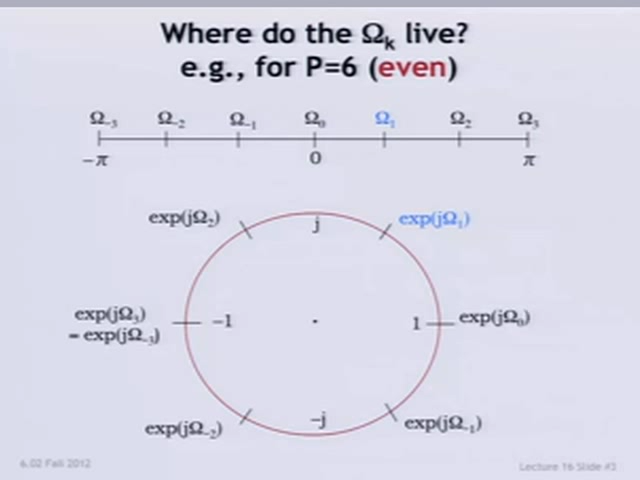 Where do the Ωₖ live?
e.g., for P=6 (even)
Ω₋₃ Ω₋₂ Ω₋₁ Ω₀ Ω₁ Ω₂ Ω₃
−π 0 π
exp(jΩ₂) j exp(jΩ₁)
exp(jΩ₃) −1 1 exp(jΩ₀)
= exp(jΩ₋₃)
exp(jΩ₋₂) −j exp(jΩ₋₁)
6.02 Fall 2012 Lecture 16 Slide #3